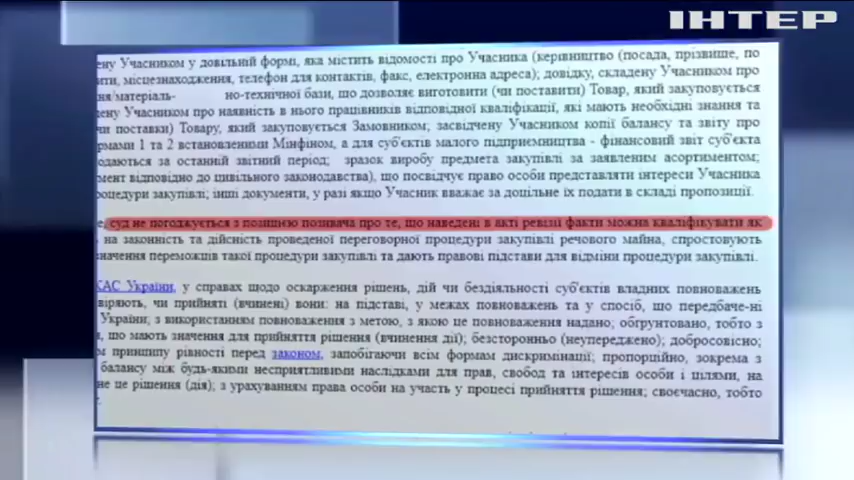 ІНТЕР
ену Учасником у довільній формі, яка містить відомості про Учасника (керівництво (посада, прізвище, по
ити, місцезнаходження, телефон для контактів, факс, електронна адреса); довідку, складену Учасником про
ня/матеріаль- но-технічної бази, що дозволяє виготовити (чи поставити) Товар, який закуповується
дену Учасником про наявність в нього працівників відповідної кваліфікації, які мають необхідні знання та
чи поставки) Товару, який закуповується Замовником; засвідчену Учасником копії балансу та звіту про
ормами 1 та 2 встановленими Мінфіном, а для суб'єктів малого підприємництва - фінансовий звіт суб'єкта
одаються за останній звітний період; зразок виробу предмета закупівлі за заявленим асортиментом;
мент відповідно до цивільного законодавства), що посвідчує право особи представляти інтереси Учасника
оцедури закупівлі; інші документи, у разі якщо Учасник вважає за доцільне їх подати в складі пропозиції.
е, суд не погоджується з позицією позивача про те, що наведені в акті ревізії факти можна кваліфікувати як
на законність та дійсність проведеної переговорної процедури закупівлі речового майна, спростовують
значення переможців такої процедури закупівлі та дають правові підстави для відміни процедури закупівлі.
КАС України, у справах щодо оскарження рішень, дій чи бездіяльності суб'єктів владних повноважень
віряють, чи прийняті (вчинені) вони: на підставі, у межах повноважень та у спосіб, що передбаче-ні
України; з використанням повноваження з метою, з якою це повноваження надано; обґрунтовано, тобто з
, що мають значення для прийняття рішення (вчинення дії); безсторонньо (неупереджено); добросовісно;
м принципу рівності перед законом, запобігаючи всім формам дискримінації; пропорційно, зокрема з
балансу між будь-якими несприятливими наслідками для прав, свобод та інтересів особи і цілями, на
не це рішення (дія); з урахуванням права особи на участь у процесі прийняття рішення; своєчасно, тобто